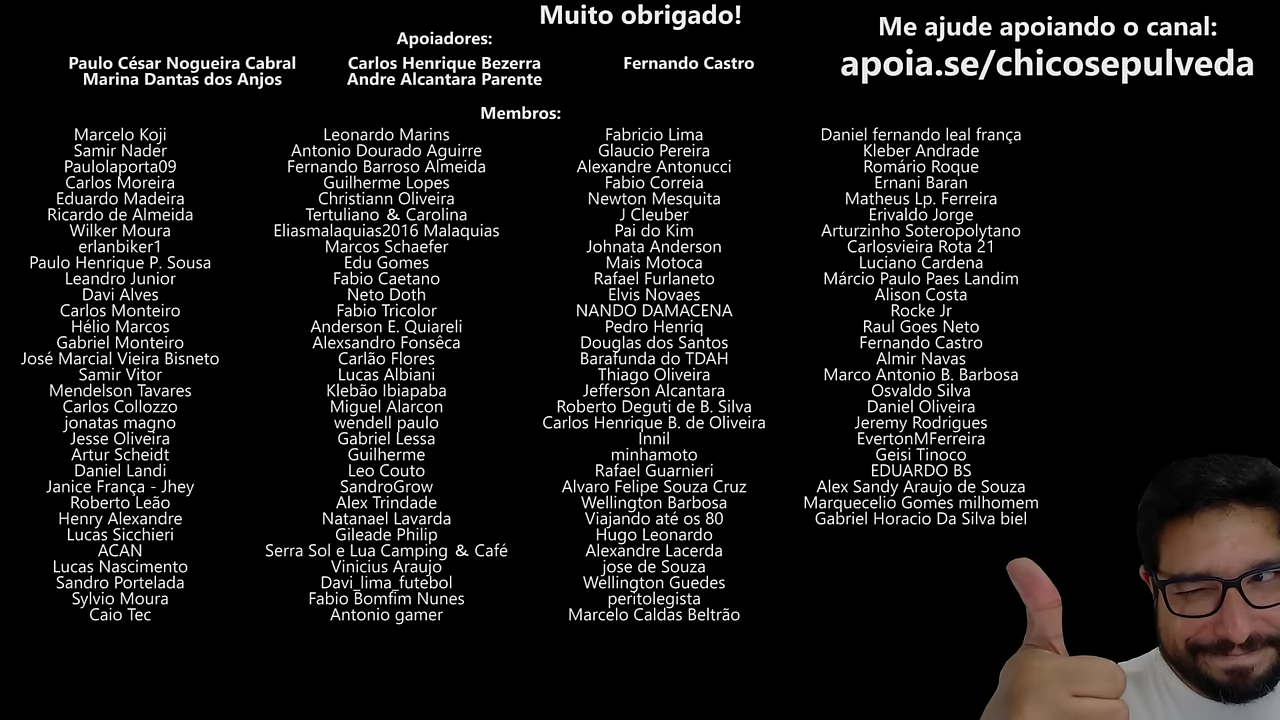 Muito obrigado!
Apoiadores:
Paulo César Nogueira Cabral
Marina Dantas dos Anjos
Carlos Henrique Bezerra
Andre Alcantara Parente
Fernando Castro
Me ajude apoiando o canal:
apoia.se/chicosepulveda
Membros:
Marcelo Koji
Samir Nader
Paulolaporta09
Carlos Moreira
Eduardo Madeira
Ricardo de Almeida
Wilker Moura
erlanbiker1
Paulo Henrique P. Sousa
Leandro Junior
Davi Alves
Carlos Monteiro
Hélio Marcos
Gabriel Monteiro
José Marcial Vieira Bisneto
Samir Vitor
Mendelson Tavares
Carlos Collozzo
jonatas magno
Jesse Oliveira
Artur Scheidt
Daniel Landi
Janice França - Jhey
Roberto Leão
Henry Alexandre
Lucas Sicchieri
ACAN
Lucas Nascimento
Sandro Portelada
Sylvio Moura
Caio Tec
Leonardo Marins
Antonio Dourado Aguirre
Fernando Barroso Almeida
Guilherme Lopes
Christiann Oliveira
Tertuliano & Carolina
Eliasmalaquias2016 Malaquias
Marcos Schaefer
Edu Gomes
Fabio Caetano
Neto Doth
Fabio Tricolor
Anderson E. Quiareli
Alexsandro Fonsêca
Carlão Flores
Lucas Albiani
Klebão Ibiapaba
Miguel Alarcon
wendell paulo
Gabriel Lessa
Guilherme
Leo Couto
SandroGrow
Alex Trindade
Natanael Lavarda
Gileade Philip
Serra Sol e Lua Camping & Café
Vinicius Araujo
Davi_lima_futebol
Fabio Bomfim Nunes
Antonio gamer
Fabricio Lima
Glaucio Pereira
Alexandre Antonucci
Fabio Correia
Newton Mesquita
J Cleuber
Pai do Kim
Johnata Anderson
Mais Motoca
Rafael Furlaneto
Elvis Novaes
NANDO DAMACENA
Pedro Henriq
Douglas dos Santos
Barafunda do TDAH
Thiago Oliveira
Jefferson Alcantara
Roberto Deguti de B. Silva
Carlos Henrique B. de Oliveira
Innil
minhamoto
Rafael Guarnieri
Alvaro Felipe Souza Cruz
Wellington Barbosa
Viajando até os 80
Hugo Leonardo
Alexandre Lacerda
jose de Souza
Wellington Guedes
peritolegista
Marcelo Caldas Beltrão
Daniel fernando leal frança
Kleber Andrade
Romário Roque
Ernani Baran
Matheus Lp. Ferreira
Erivaldo Jorge
Arturzinho Soteropolytano
Carlosvieira Rota 21
Luciano Cardena
Márcio Paulo Paes Landim
Alison Costa
Rocke Jr
Raul Goes Neto
Fernando Castro
Almir Navas
Marco Antonio B. Barbosa
Osvaldo Silva
Daniel Oliveira
Jeremy Rodrigues
EvertonMFerreira
Geisi Tinoco
EDUARDO BS
Alex Sandy Araujo de Souza
Marquecelio Gomes milhomem
Gabriel Horacio Da Silva biel